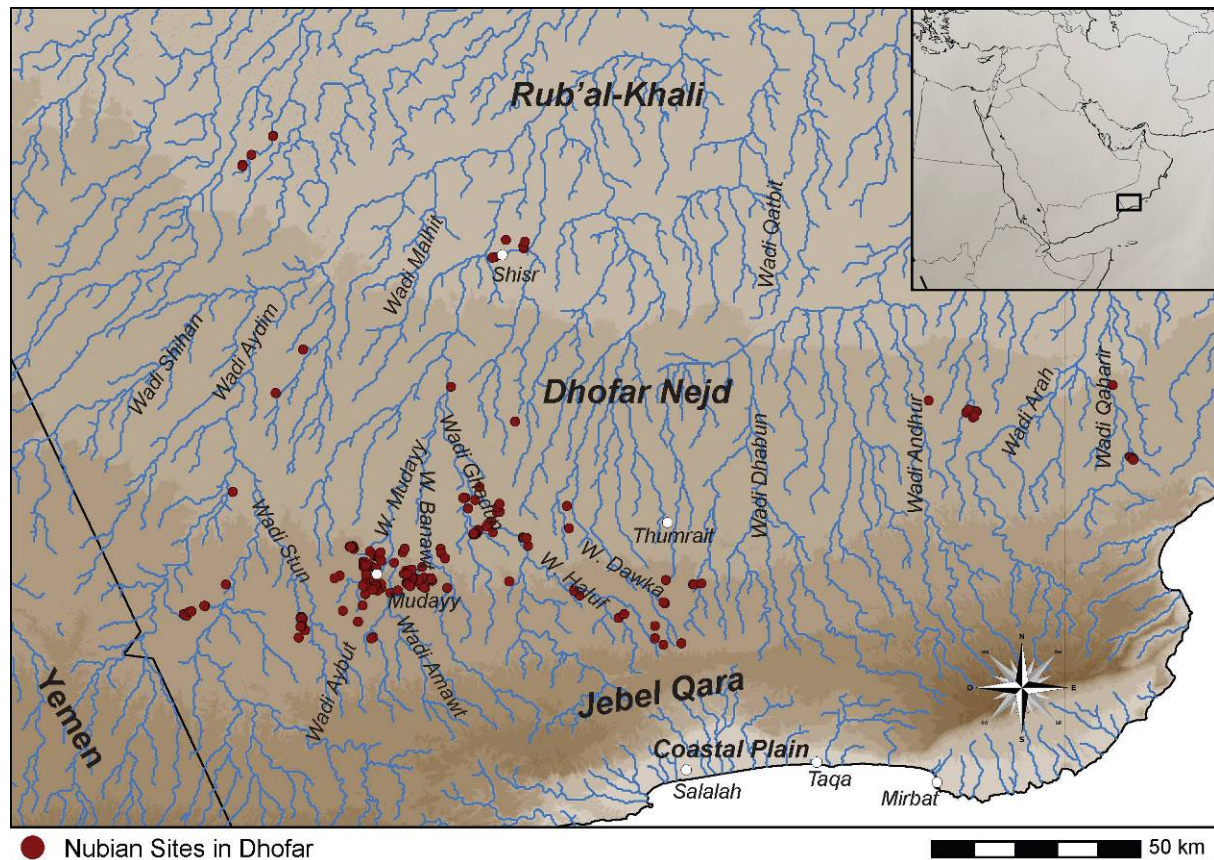 Rub'al-Khali
Wadi Qatbit
Wadi Malhit
Shisr
Wadi Shihan
Wadi Aydim
Dhofar Nejd
Wadi Arah
Wadi Qaharir
Wadi Andhur
Wadi Dhabun
Wadi Ghadun
W. Mudayy
W. Banawt
Wadi Stun
Thumrait
W. Dawka
W. Haluf
Mudayy
Wadi Aybut
Wadi Amawt
N
O
E
S
Yemen
Jebel Qara
Coastal Plain
Salalah
Taqa
Mirbat
Nubian Sites in Dhofar
50 km